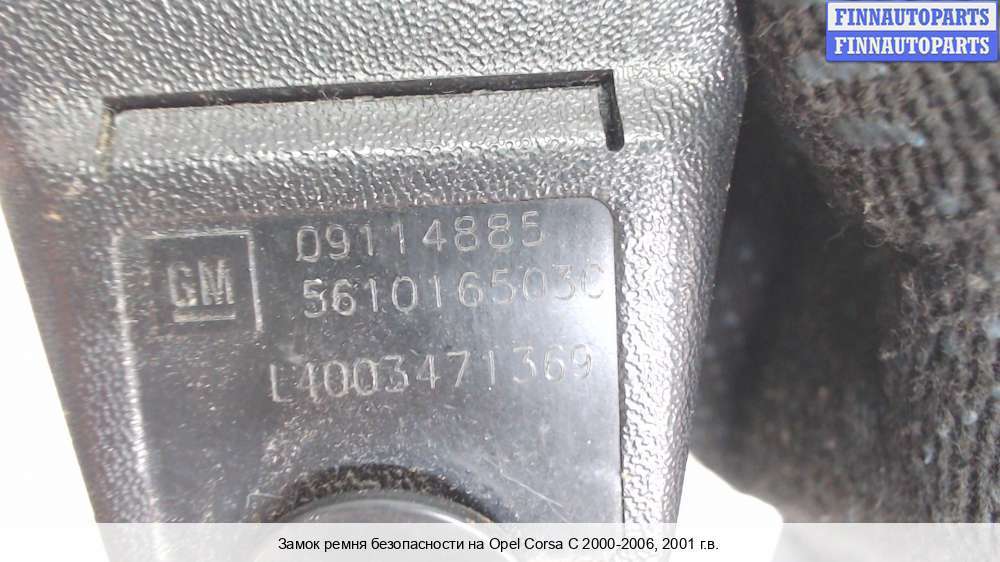 FINNAUTOPARTS
FINNAUTOPARTS
GM
09114885
561016503C
L4003471369
Замок ремня безопасности на Opel Corsa C 2000-2006, 2001 г.в.